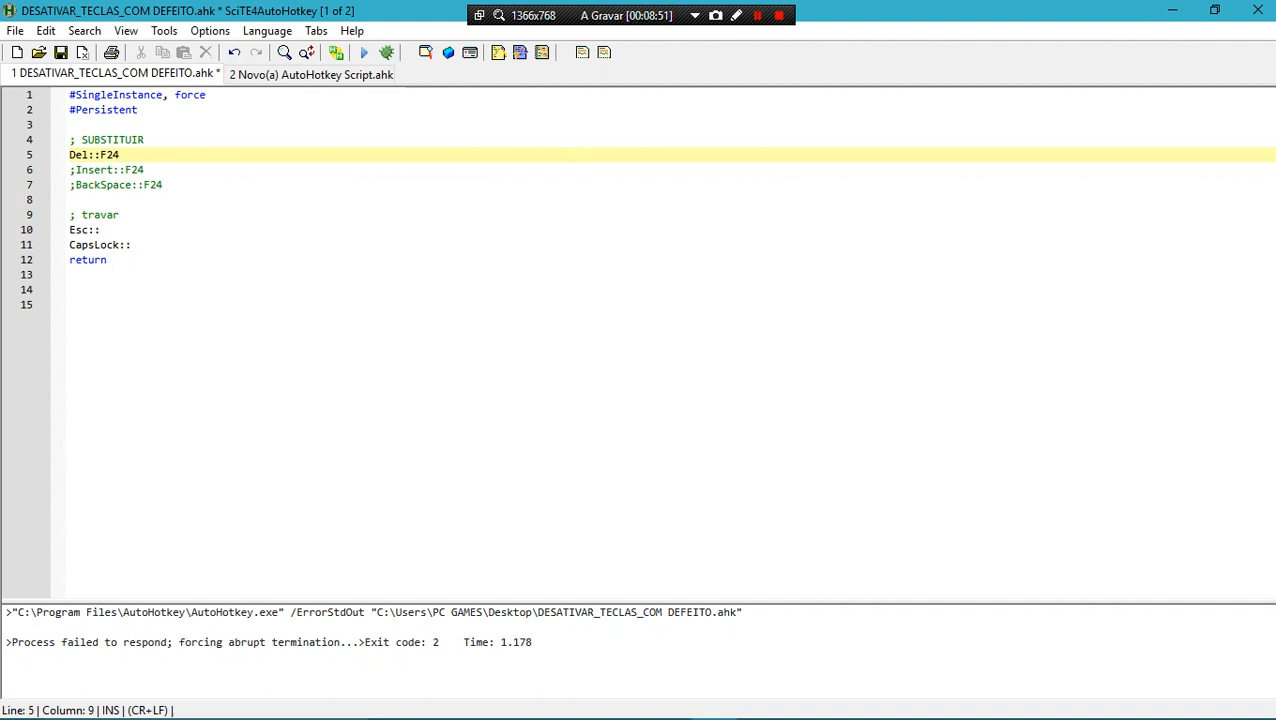 DESATIVAR_TECLAS_COM DEFEITO.ahk * SciTE4AutoHotkey [1 of 2]
1366x768 A Gravar [00:08:51]
File Edit Search View Tools Options Language Tabs Help
1 DESATIVAR_TECLAS_COM DEFEITO.ahk * 2 Novo(a) AutoHotkey Script.ahk
1 #SingleInstance, force
2 #Persistent
3
4 ; SUBSTITUIR
5 Del::F24
6 ;Insert::F24
7 ;BackSpace::F24
8
9 ; travar
10 Esc::
11 CapsLock::
12 return
13
14
15
>"C:\Program Files\AutoHotkey\AutoHotkey.exe" /ErrorStdOut "C:\Users\PC GAMES\Desktop\DESATIVAR_TECLAS_COM DEFEITO.ahk"
>Process failed to respond; forcing abrupt termination...>Exit code: 2 Time: 1.178
Line: 5 | Column: 9 | INS | (CR+LF) |